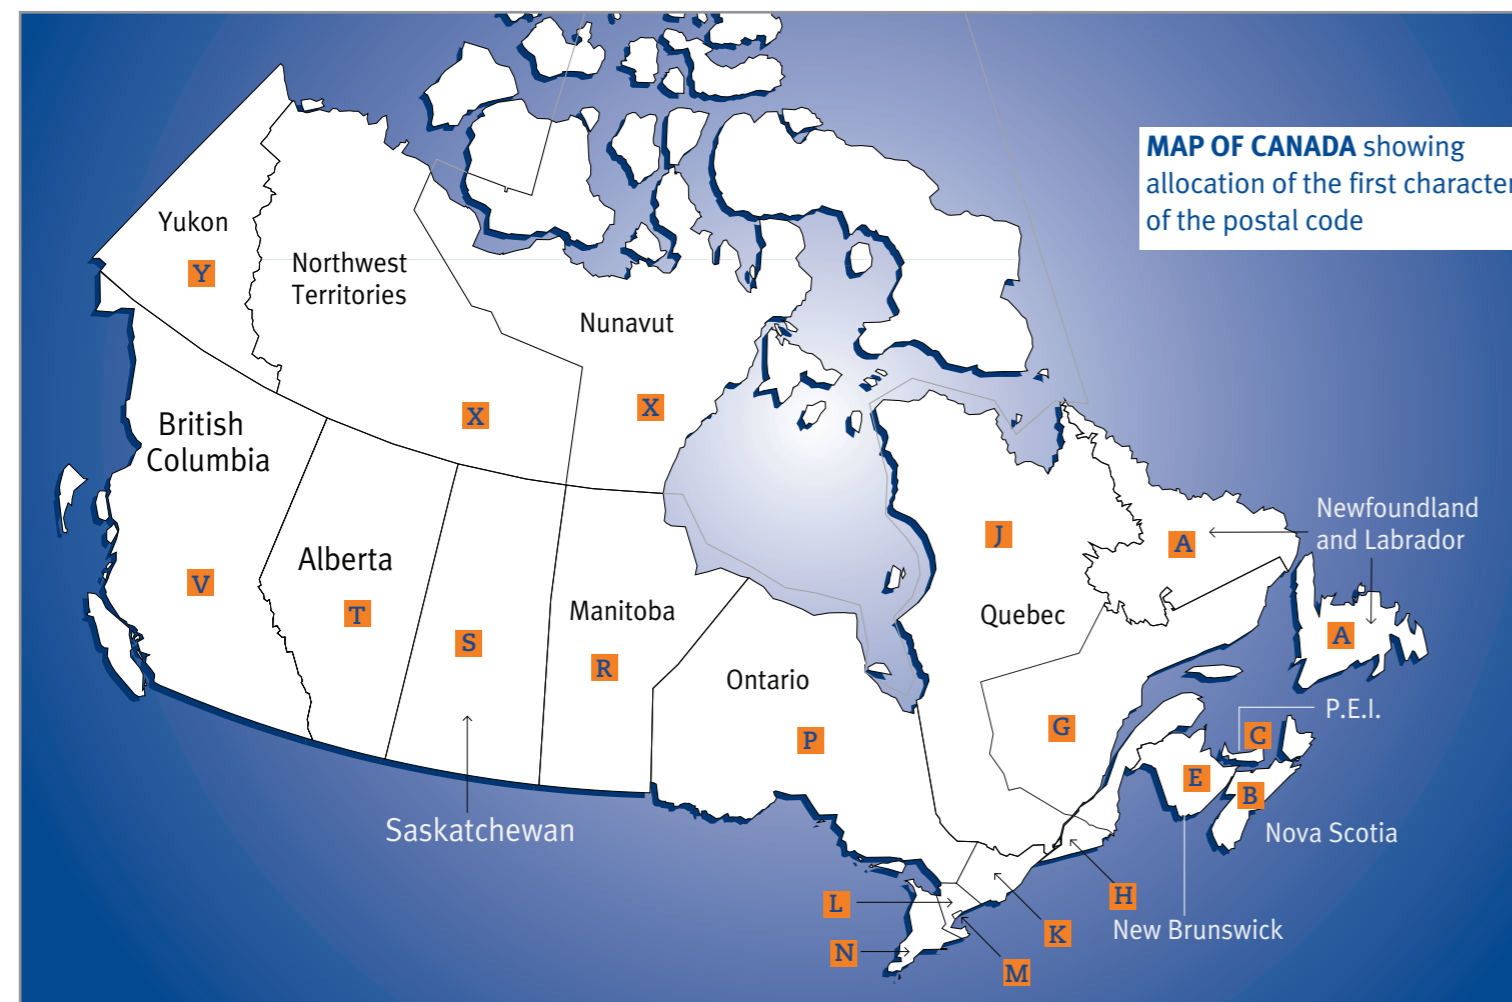 MAP OF CANADA showing
allocation of the first character
of the postal code
Yukon
Y
Northwest
Territories
X
Nunavut
X
British
Columbia
V
Alberta
T
S
Saskatchewan
Manitoba
R
Ontario
P
J
Quebec
G
A
Newfoundland
and Labrador
A
P.E.I.
C
E
B
Nova Scotia
New Brunswick
H
K
L
M
N